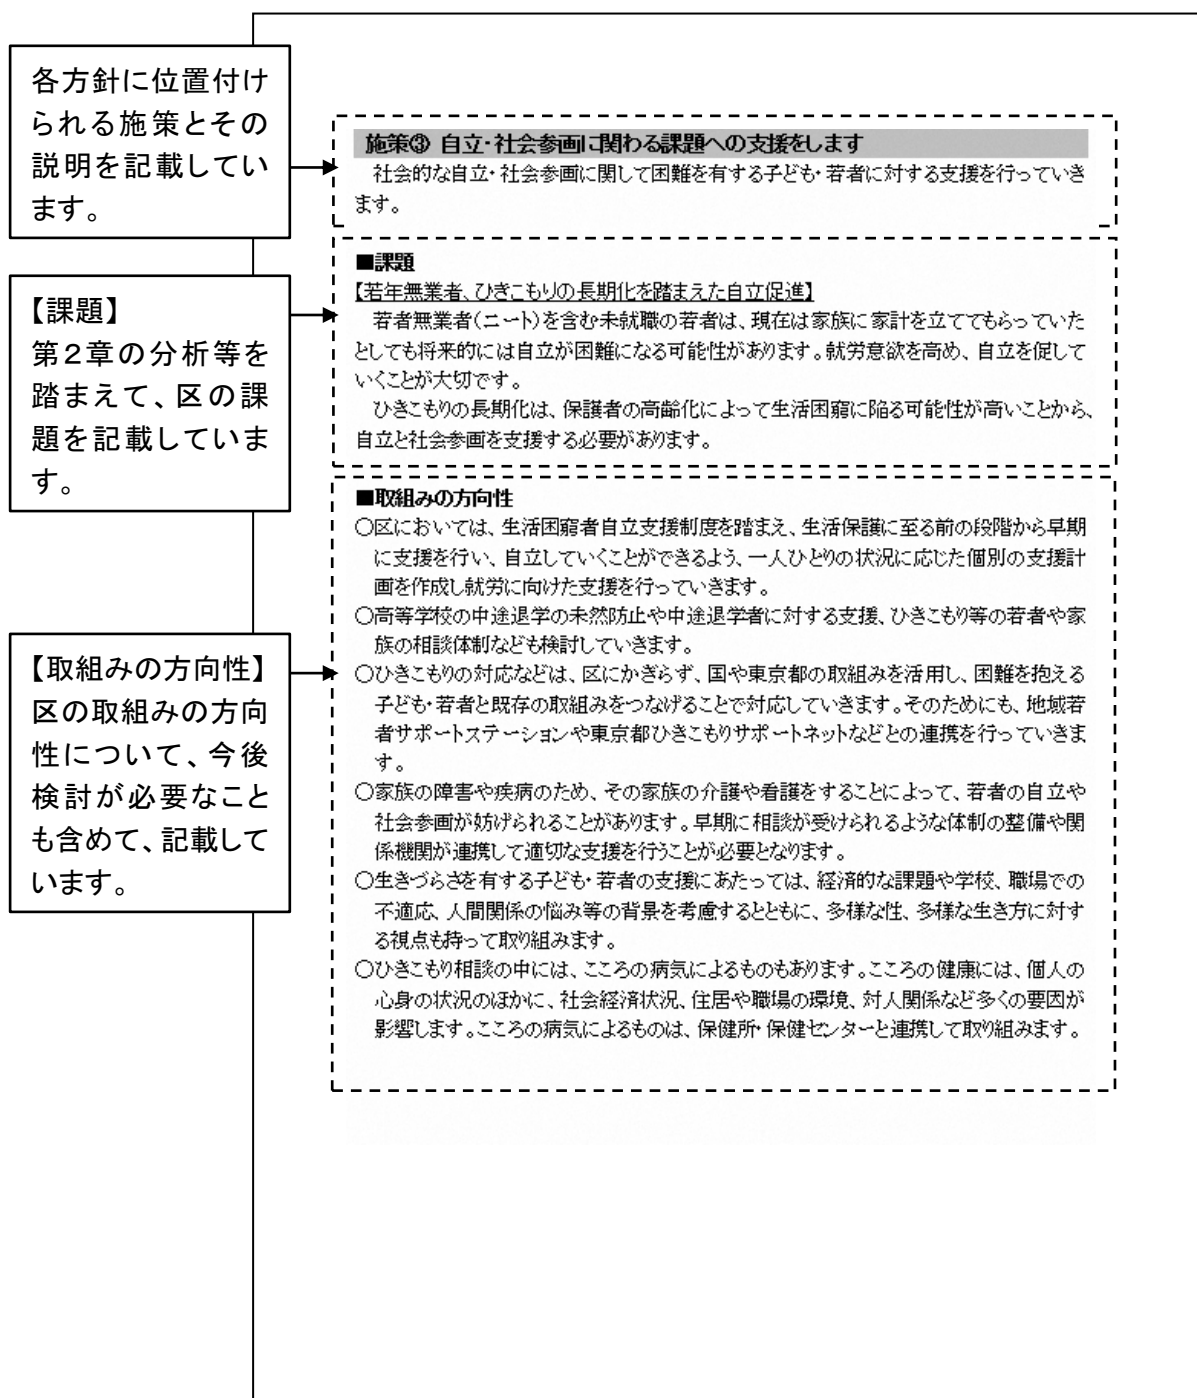 各方針に位置付け
られる施策とその
説明を記載してい
ます。
施策③ 自立・社会参画に関わる課題への支援をします
社会的な自立・社会参画に関して困難を有する子ども・若者に対する支援を行っていき
ます。
【課題】
第2章の分析等を
踏まえて、区の課
題を記載していま
す。
■課題
【若年無業者、ひきこもりの長期化を踏まえた自立促進】
若者無業者(ニート)を含む未就職の若者は、現在は家族に家計を立ててもらっていた
としても将来的には自立が困難になる可能性があります。就労意欲を高め、自立を促して
いくことが大切です。
ひきこもりの長期化は、保護者の高齢化によって生活困窮に陥る可能性が高いことから、
自立と社会参画を支援する必要があります。
【取組みの方向性】
区の取組みの方向
性について、今後
検討が必要なこと
も含めて、記載して
います。
■取組みの方向性
○区においては、生活困窮者自立支援制度を踏まえ、生活保護に至る前の段階から早期
に支援を行い、自立していくことができるよう、一人ひとりの状況に応じた個別の支援計
画を作成し就労に向けた支援を行っていきます。
○高等学校の中途退学の未然防止や中途退学者に対する支援、ひきこもり等の若者や家
族の相談体制なども検討していきます。
○ひきこもりの対応などは、区にかぎらず、国や東京都の取組みを活用し、困難を抱える
子ども・若者と既存の取組みをつなげることで対応していきます。そのためにも、地域若
者サポートステーションや東京都ひきこもりサポートネットなどとの連携を行っていきま
す。
○家族の障害や疾病のため、その家族の介護や看護をすることによって、若者の自立や
社会参画が妨げられることがあります。早期に相談が受けられるような体制の整備や関
係機関が連携して適切な支援を行うことが必要となります。
○生きづらさを有する子ども・若者の支援にあたっては、経済的な課題や学校、職場での
不適応、人間関係の悩み等の背景を考慮するとともに、多様な性、多様な生き方に対す
る視点も持って取り組みます。
○ひきこもり相談の中には、こころの病気によるものもあります。こころの健康には、個人の
心身の状況のほかに、社会経済状況、住居や職場の環境、対人関係など多くの要因が
影響します。こころの病気によるものは、保健所・保健センターと連携して取り組みます。